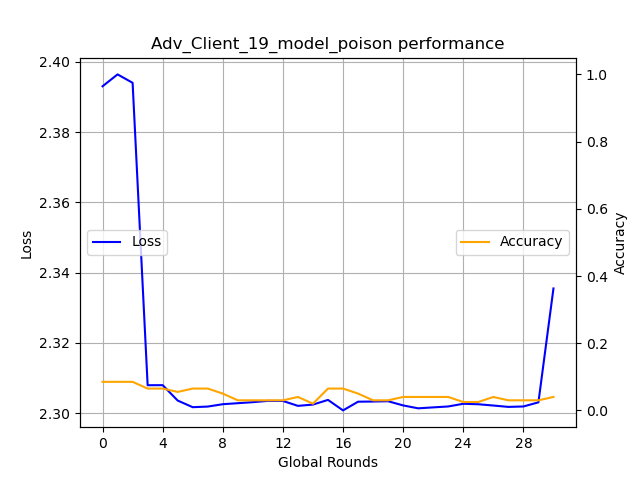 Adv_Client_19_model_poison performance
2.40
2.38
2.36
2.34
2.32
2.30
Loss
Loss
Accuracy
1.0
0.8
0.6
0.4
0.2
0.0
Accuracy
0 4 8 12 16 20 24 28
Global Rounds